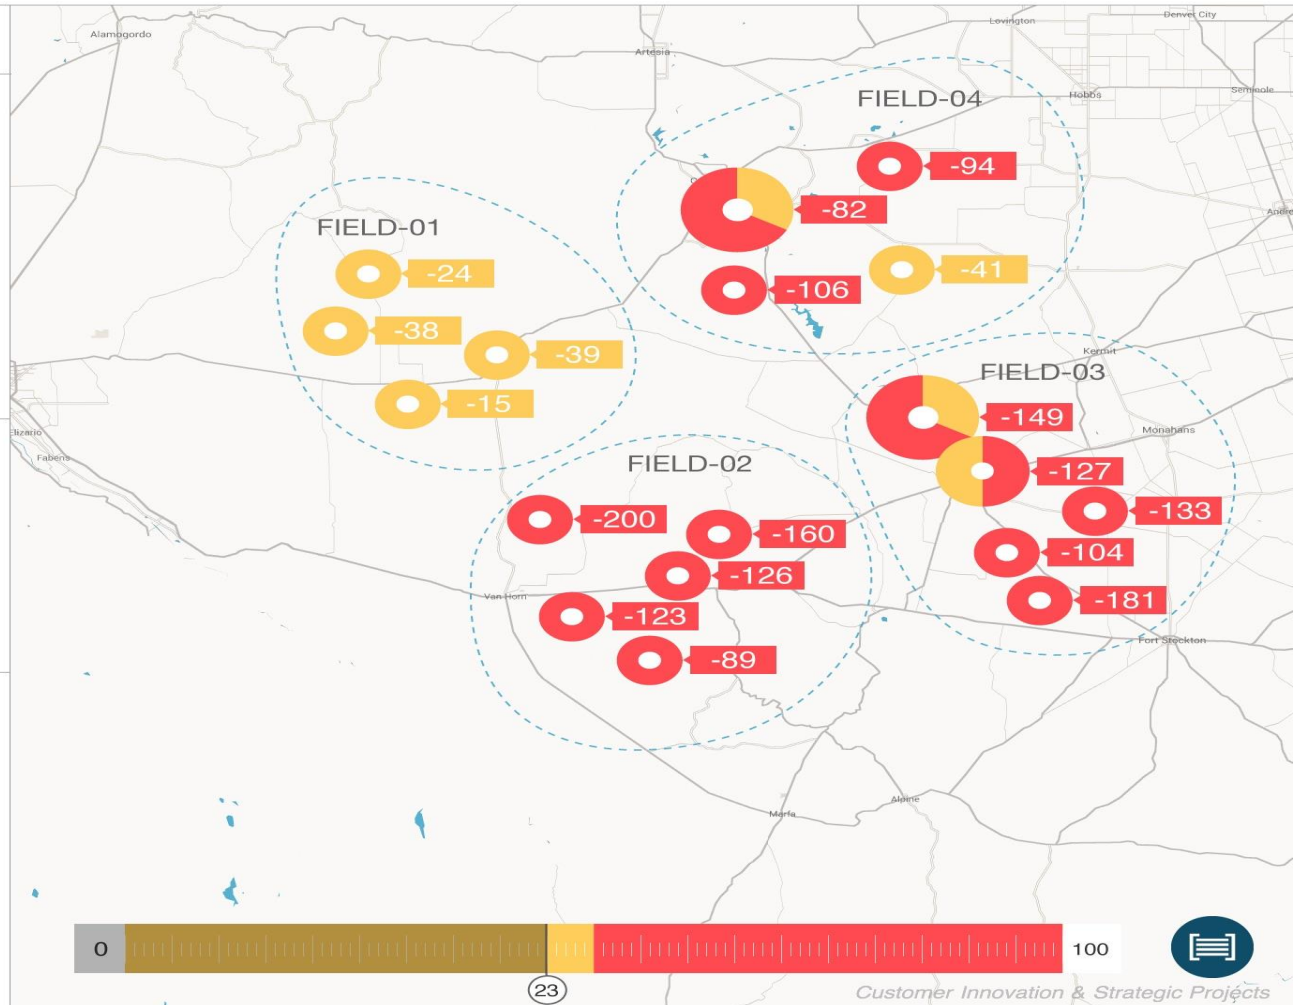 Alamogordo
Artesia
Lovington
Denver City
FIELD-04
Hobbs
Seminole
-94
-82
FIELD-01
-24
-41
-106
-38
-39
Kermit
FIELD-03
-15
-149
Monahans
lizario
Fabens
FIELD-02
-127
-200
-133
-160
-104
-126
Van Horn
-181
-123
Fort Stockton
-89
Alpine
Marfa
0
100
23
Customer Innovation & Strategic Projects